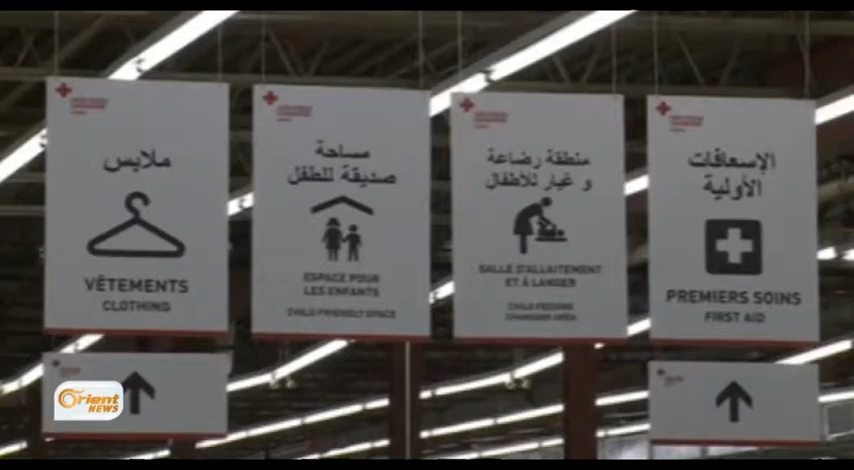 ملابس
VÊTEMENTS
CLOTHING
مساحة
صديقة للطفل
ESPACE POUR
LES ENFANTS
CHILD FRIENDLY SPACE
منطقة رضاعة
و غيار للأطفال
SALLE D'ALLAITEMENT
ET À LANGER
CHILD FEEDING
CHANGING AREA
الإسعافات
الأولية
PREMIERS SOINS
FIRST AID
Orient
NEWS